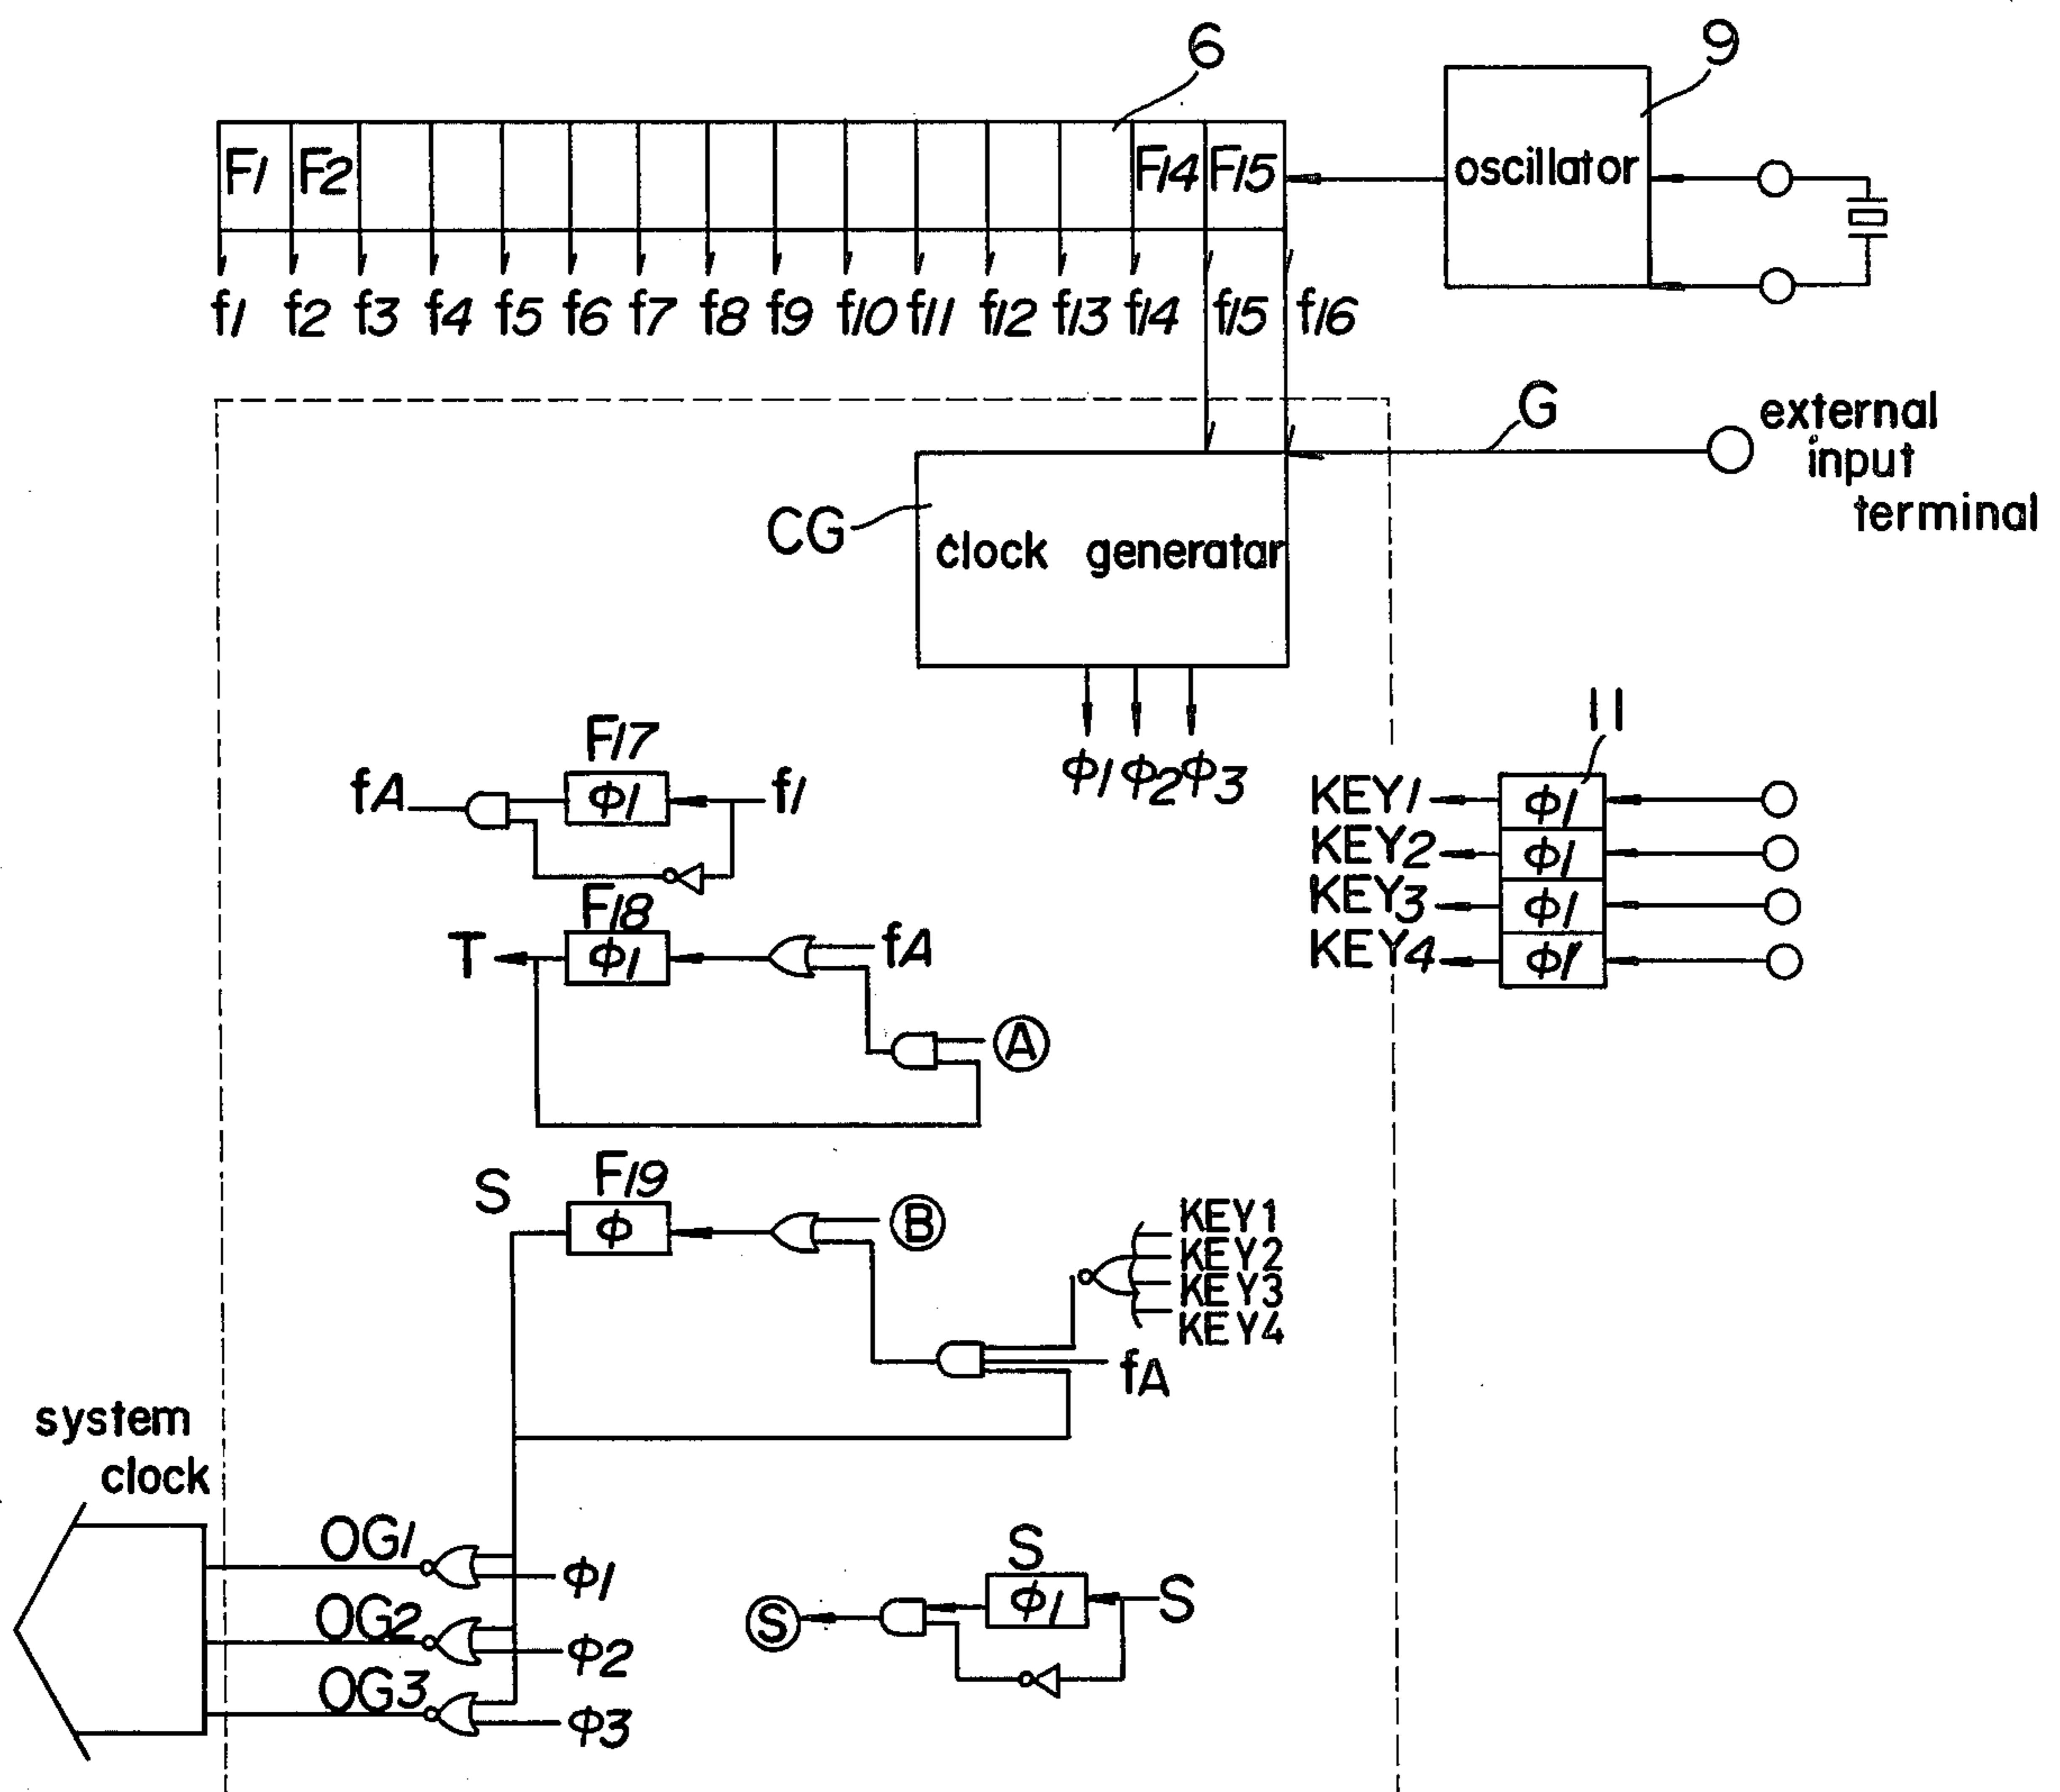 6
9
F1 F2 F14 F15
oscillator
f1 f2 f3 f4 f5 f6 f7 f8 f9 f10 f11 f12 f13 f14 f15 f16
G
external
input
terminal
CG
clock generatar
ϕ1 ϕ2 ϕ3
11
F17
fA ϕ1 f1
KEY1 ϕ1
KEY2 ϕ1
KEY3 ϕ1
KEY4 ϕ1
F18
T ϕ1 fA
Ⓐ
F19
S ϕ Ⓑ
KEY1
KEY2
KEY3
KEY4
fA
system
clock
OG1 ϕ1
OG2 ϕ2
OG3 ϕ3
S
Ⓢ ϕ1 S